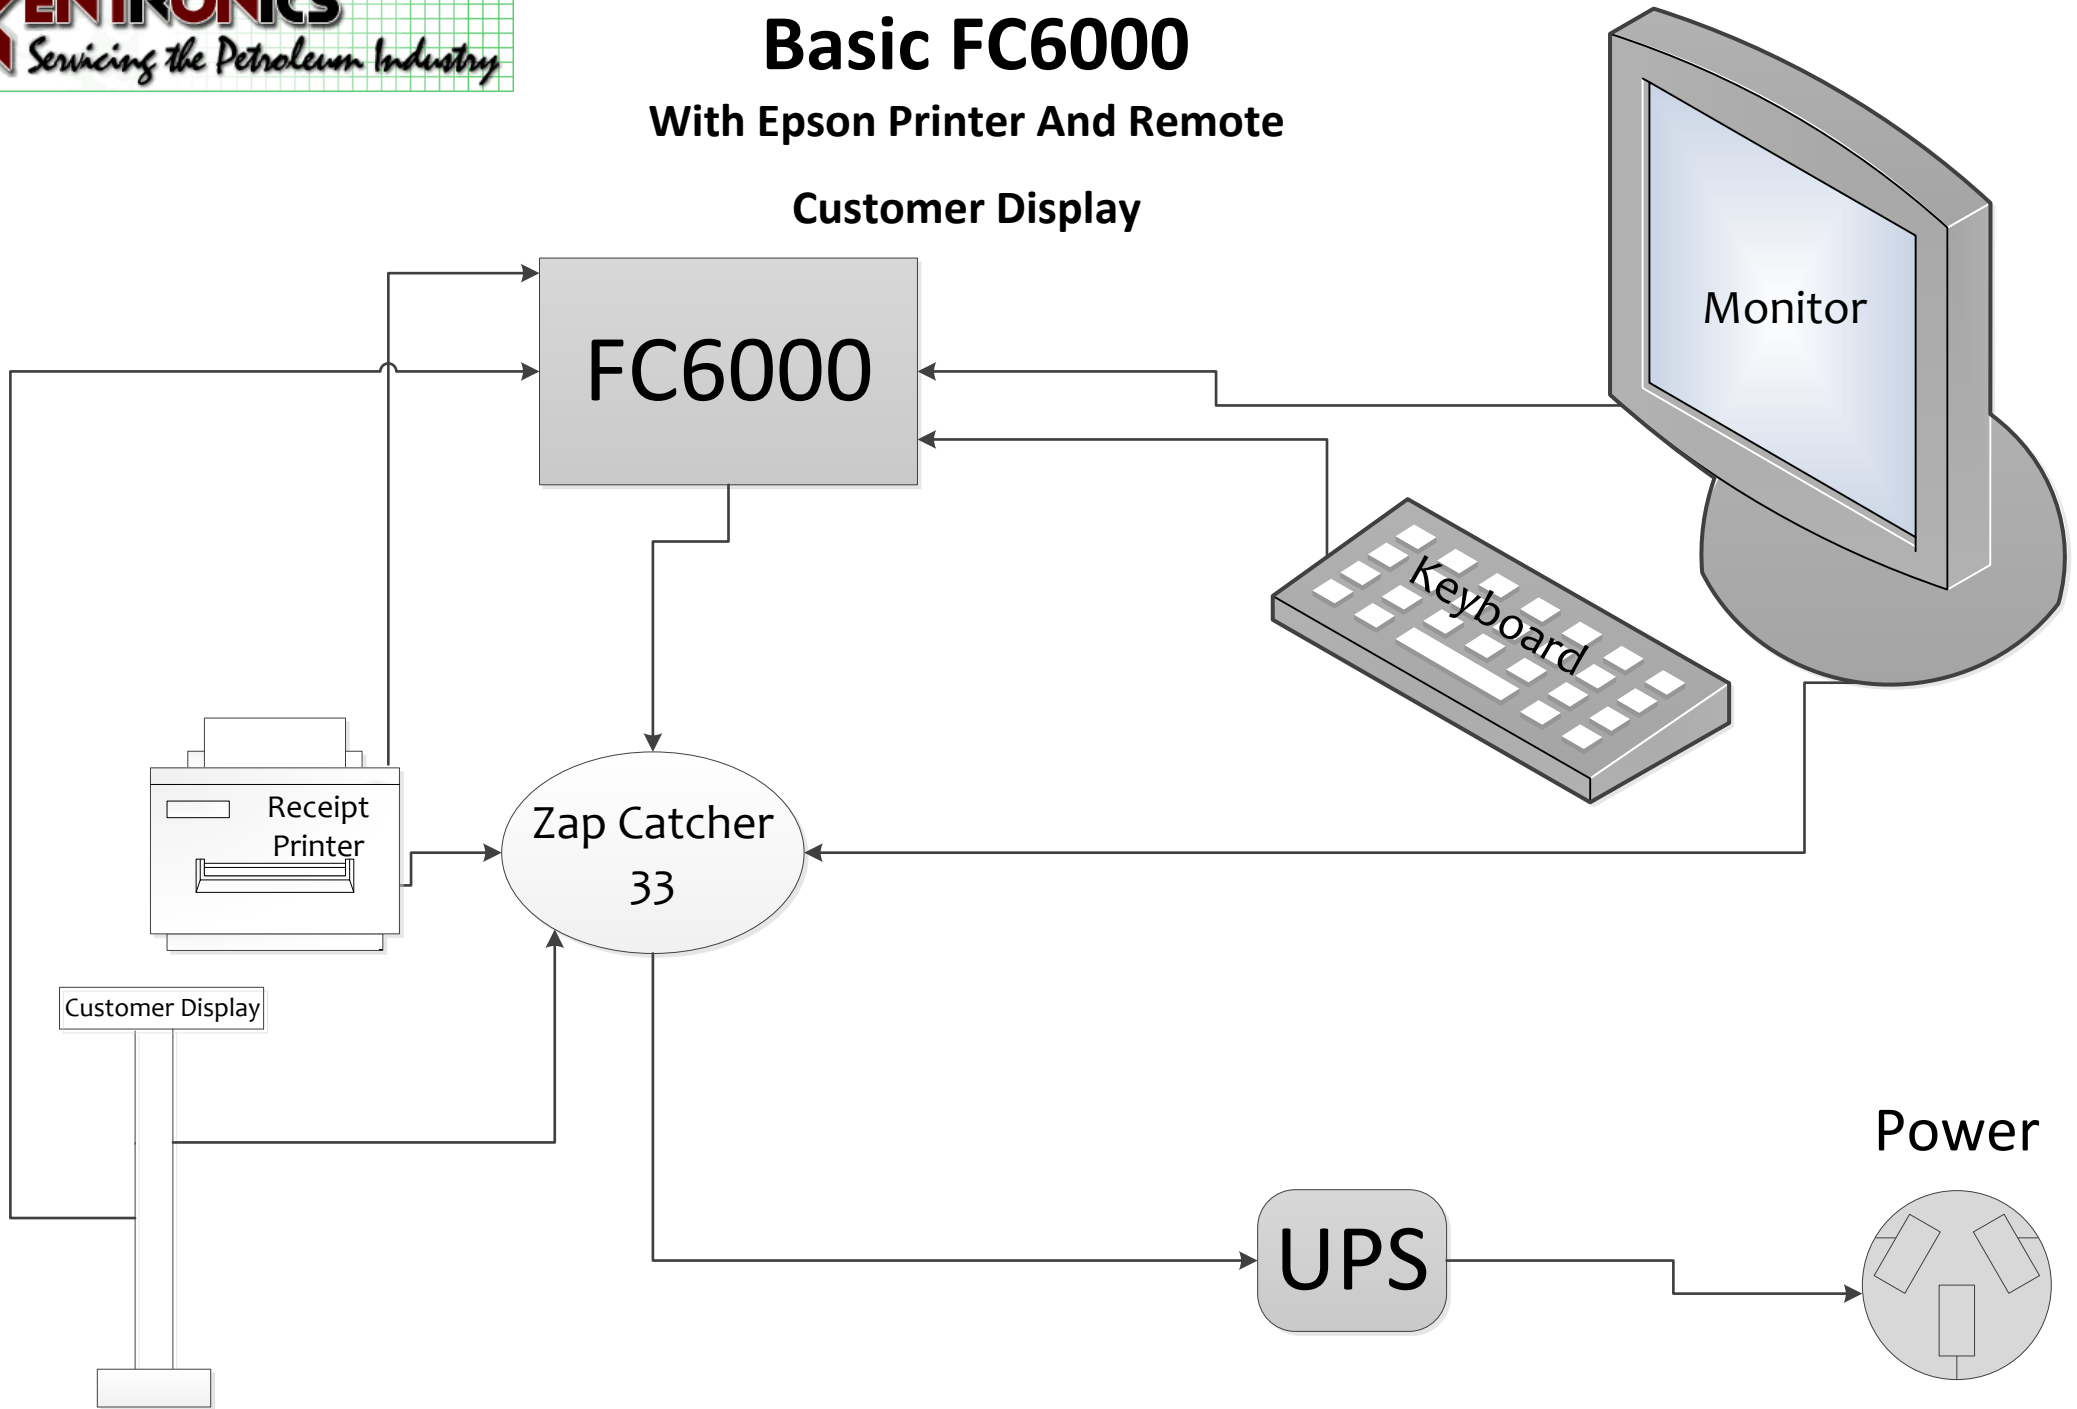 Servicing the Petroleum Industry
Basic FC6000
With Epson Printer And Remote
Customer Display
FC6000
Monitor
Keyboard
Receipt
Printer
Zap Catcher
33
Customer Display
Power
UPS